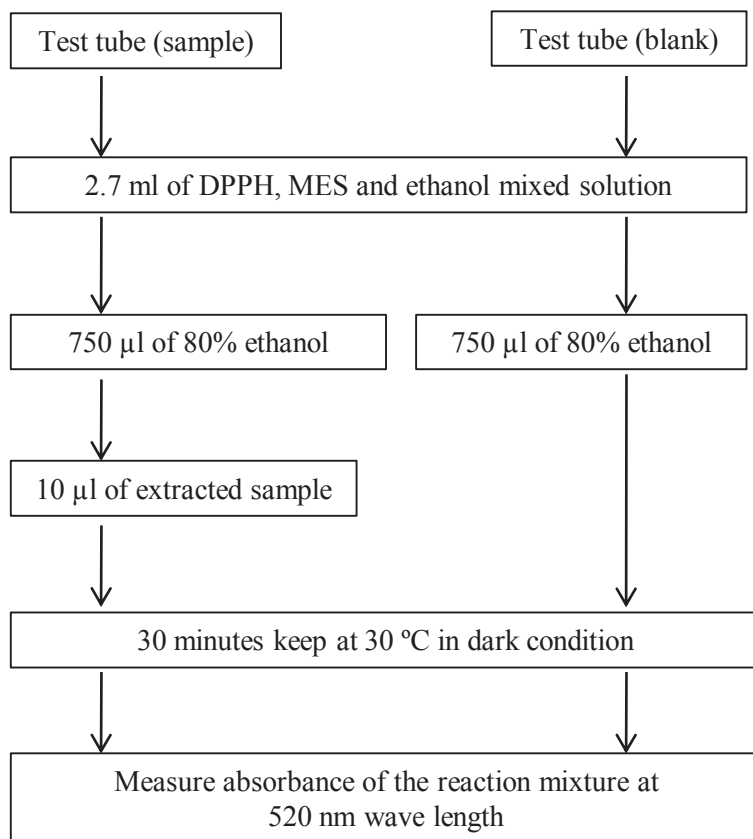 Test tube (sample)
Test tube (blank)
2.7 ml of DPPH, MES and ethanol mixed solution
750 µl of 80% ethanol
750 µl of 80% ethanol
10 µl of extracted sample
30 minutes keep at 30 ºC in dark condition
Measure absorbance of the reaction mixture at
520 nm wave length